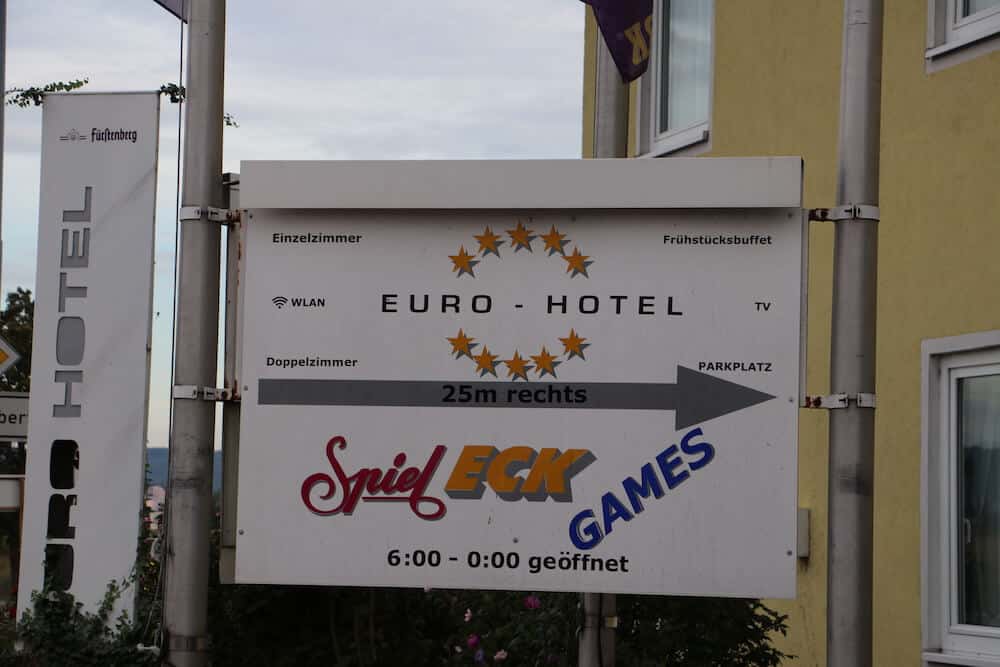 Fürstenberg
URO HOTEL
Einzelzimmer
Frühstücksbuffet
WLAN
EURO - HOTEL
TV
Doppelzimmer
PARKPLATZ
25m rechts
Spiel ECK GAMES
6:00 - 0:00 geöffnet